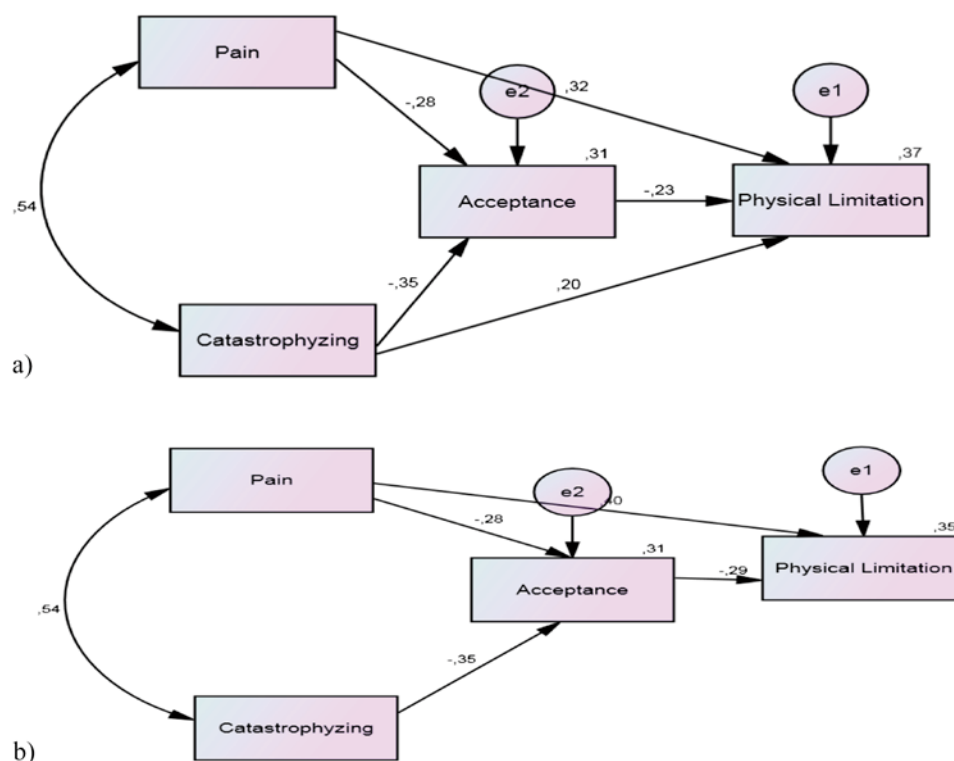 Pain
e2
e1
,32
-,28
,31
,37
Acceptance
-,23
Physical Limitation
,54
-,35
,20
Catastrophyzing
a)
Pain
e2
e1
,40
-,28
,31
,35
Acceptance
-,29
Physical Limitation
,54
-,35
Catastrophyzing
b)